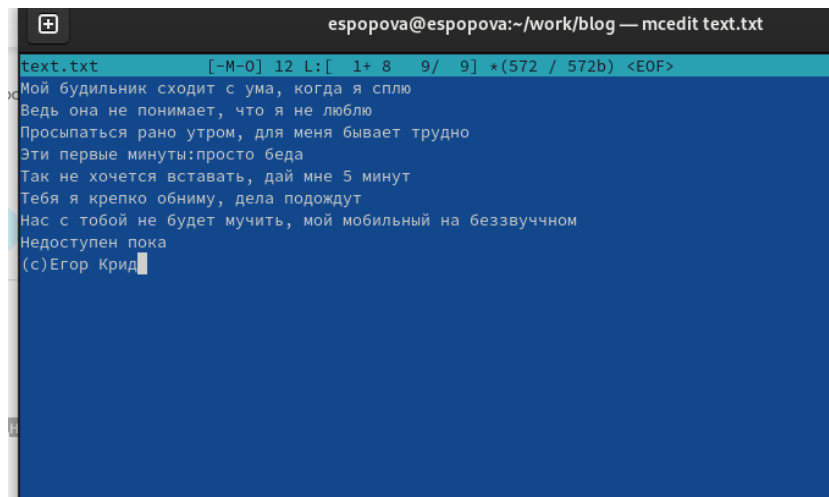 espopova@espopova:~/work/blog — mcedit text.txt
text.txt [-M-O] 12 L:[ 1+ 8 9/ 9] *(572 / 572b) <EOF>
Мой будильник сходит с ума, когда я сплю
Ведь она не понимает, что я не люблю
Просыпаться рано утром, для меня бывает трудно
Эти первые минуты:просто беда
Так не хочется вставать, дай мне 5 минут
Тебя я крепко обниму, дела подождут
Нас с тобой не будет мучить, мой мобильный на беззвуччном
Недоступен пока
(с)Егор Крид